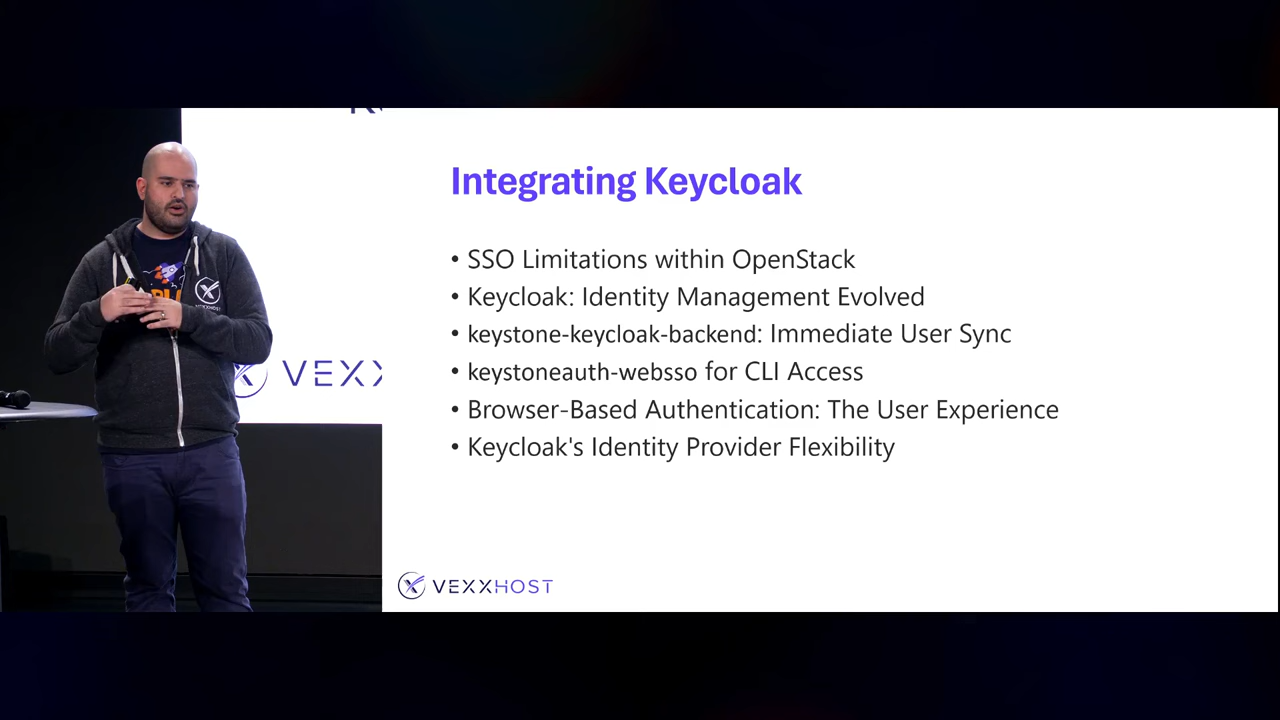 Integrating Keycloak
• SSO Limitations within OpenStack
• Keycloak: Identity Management Evolved
• keystone-keycloak-backend: Immediate User Sync
• keystoneauth-websso for CLI Access
• Browser-Based Authentication: The User Experience
• Keycloak's Identity Provider Flexibility
VEXXHOST
VEXX
VEXXHOST